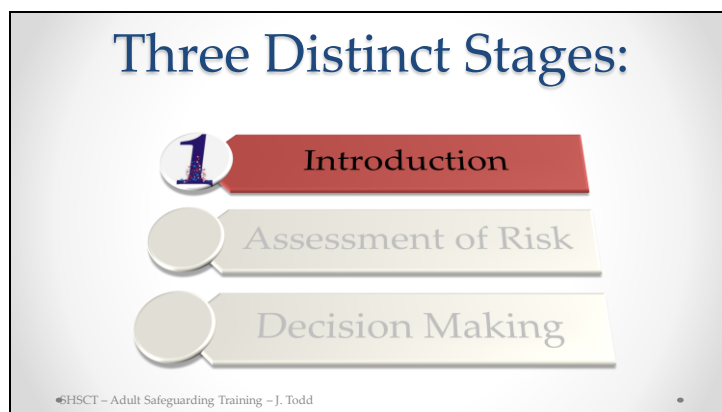 Three Distinct Stages:
1 Introduction
Assessment of Risk
Decision Making
SHSCT – Adult Safeguarding Training – J. Todd